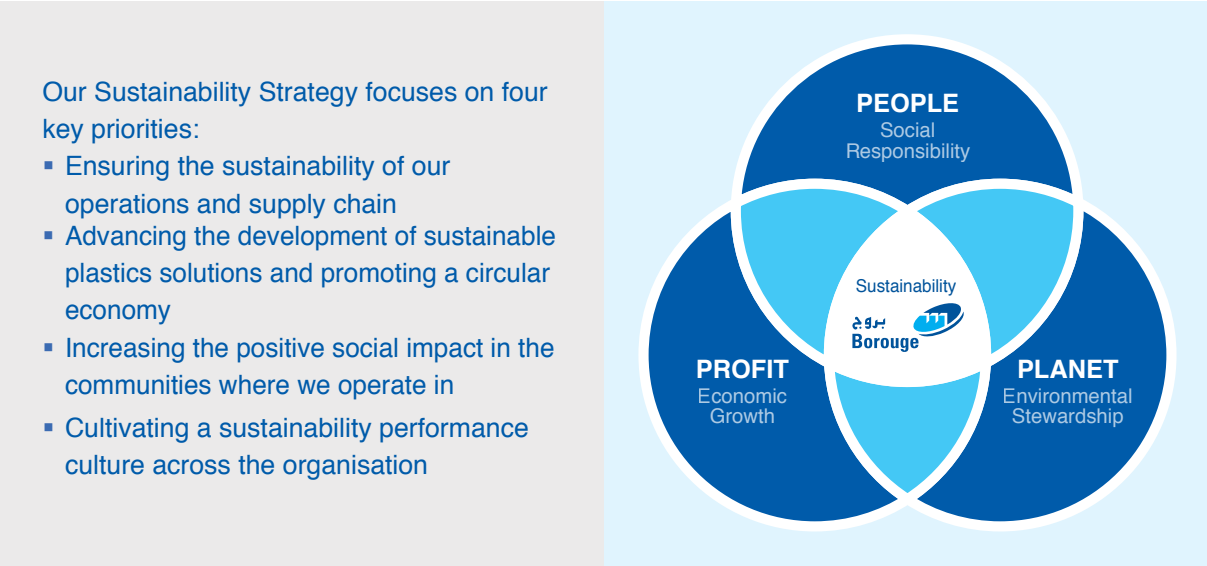 Our Sustainability Strategy focuses on four
key priorities:
▪ Ensuring the sustainability of our
operations and supply chain
▪ Advancing the development of sustainable
plastics solutions and promoting a circular
economy
▪ Increasing the positive social impact in the
communities where we operate in
▪ Cultivating a sustainability performance
culture across the organisation
PEOPLE
Social
Responsibility
Sustainability
بروج
Borouge
PROFIT
Economic
Growth
PLANET
Environmental
Stewardship